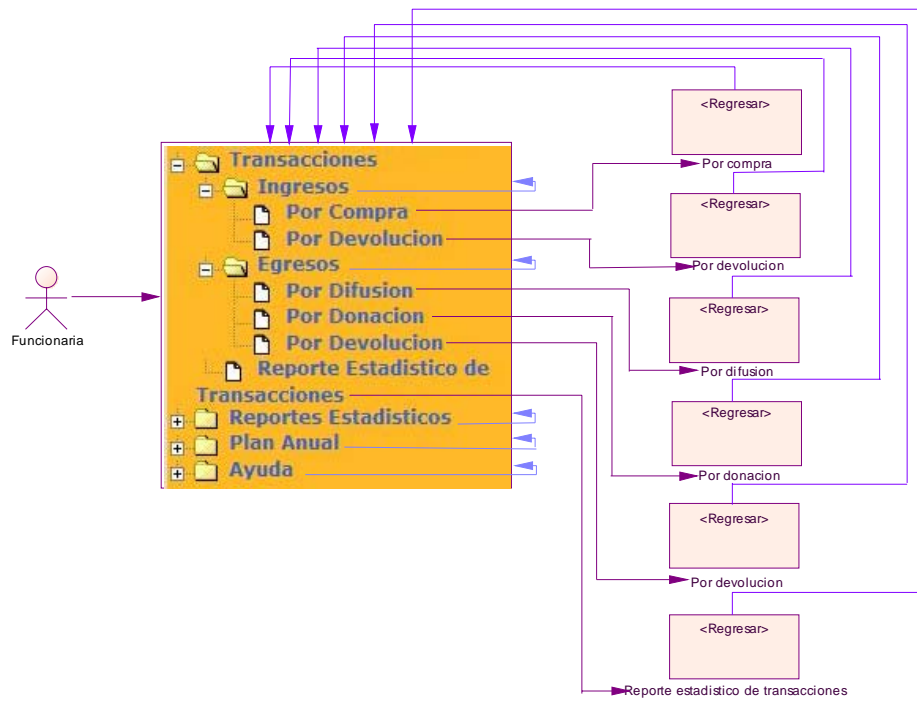 Transacciones
Ingresos
Por Compra
Por Devolucion
Egresos
Por Difusion
Por Donacion
Por Devolucion
Reporte Estadistico de
Transacciones
Reportes Estadisticos
Plan Anual
Ayuda
Funcionaria
<Regresar>
Por compra
<Regresar>
Por devolucion
<Regresar>
Por difusion
<Regresar>
Por donación
<Regresar>
Por devolucion
<Regresar>
Reporte estadistico de transacciones